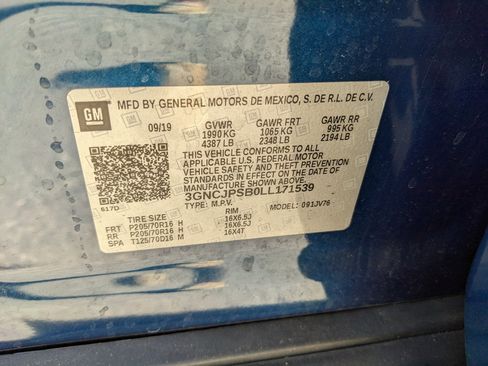 GM
MFD BY GENERAL MOTORS DE MEXICO, S. DE R.L. DE C.V.
09/19 GVWR GAWR FRT GAWR RR
1990 KG 1065 KG 995 KG
4387 LB 2348 LB 2194 LB
THIS VEHICLE CONFORMS TO ALL
APPLICABLE U.S. FEDERAL MOTOR
VEHICLE SAFETY AND THEFT PREVENTION
STANDARDS IN EFFECT ON THE DATE OF
MANUFACTURE SHOWN ABOVE.
3GNCJPSB0LL171539
617D TYPE: M.P.V. MODEL: 091JV76
TIRE SIZE RIM
FRT P205/70R16 H 16X6.5J
RR P205/70R16 H 16X6.5J
SPA T125/70D16 M 16X4T